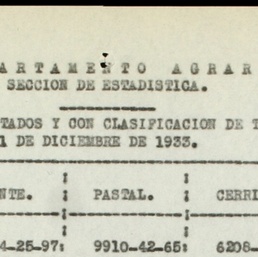 ARTAMENTO AGRAR
SECCION DE ESTADISTICA.
TADOS Y CON CLASIFICACION DE T
1 DE DICIEMBRE DE 1933.
NTE. : PASTAL. : CERRI
4-25-97: 9910-42-65: 6208-